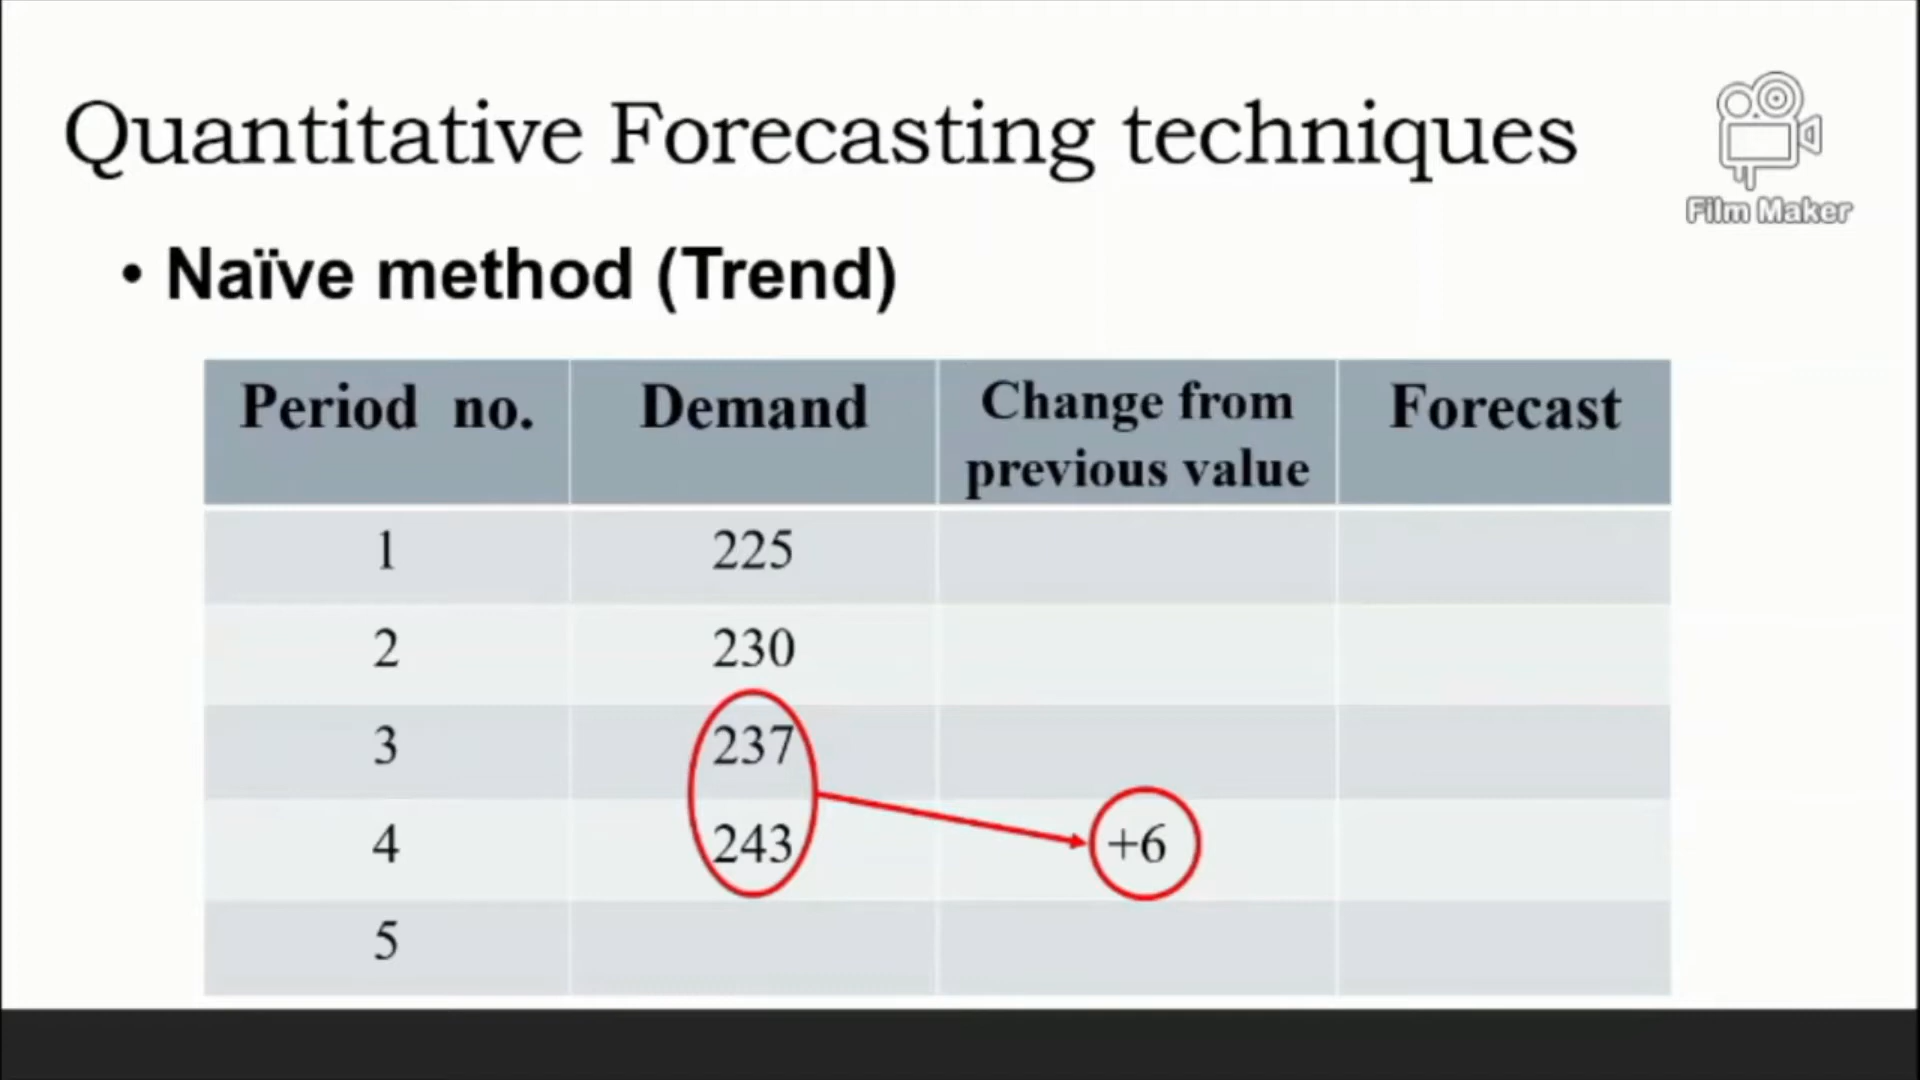 Quantitative Forecasting techniques
Film Maker
• Naïve method (Trend)
Period no. Demand Change from previous value Forecast
1 225
2 230
3 237
4 243 +6
5